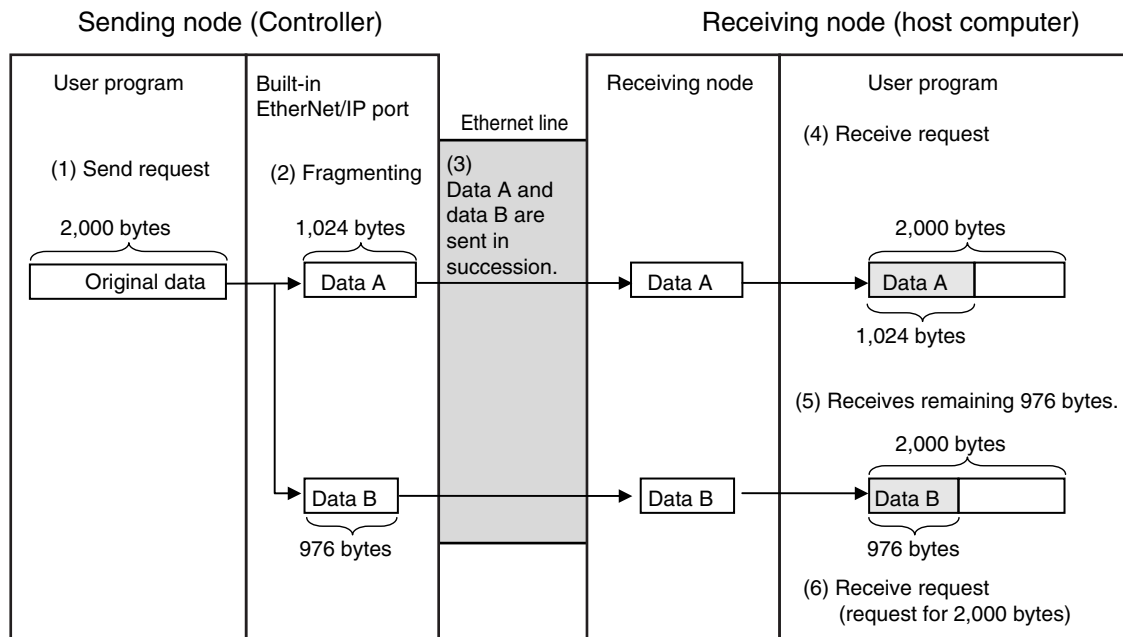 Sending node (Controller)
Receiving node (host computer)
User program
Built-in
EtherNet/IP port
Ethernet line
Receiving node
User program
(1) Send request
(2) Fragmenting
(3)
Data A and
data B are
sent in
succession.
(4) Receive request
2,000 bytes
1,024 bytes
2,000 bytes
Original data
Data A
Data A
Data A
1,024 bytes
(5) Receives remaining 976 bytes.
2,000 bytes
Data B
Data B
Data B
976 bytes
976 bytes
(6) Receive request
(request for 2,000 bytes)